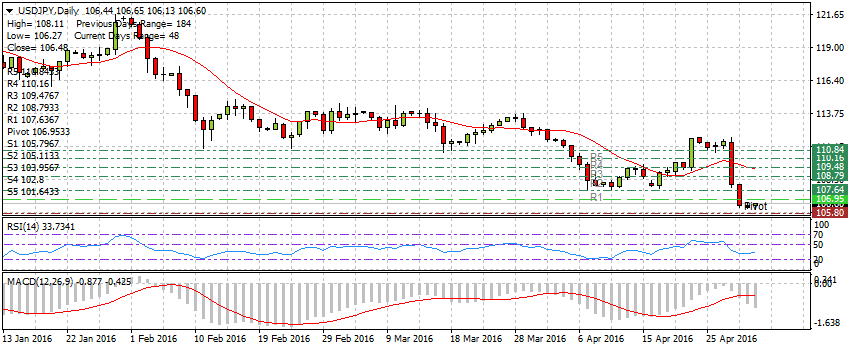 USDJPY,Daily 106.44 106.65 106.13 106.60
High= 108.11 Previous Days Range= 184
Low= 106.27 Current Days Range= 48
Close= 106.48
R4 110.16
R3 109.4767
R2 108.7933
R1 107.6367
Pivot 106.9533
S1 105.7967
S2 105.1133
S3 103.9567
S4 102.8
S5 101.6433
R5
R4
R3
R1
Pivot
121.65
119.00
116.40
113.75
110.84
110.16
109.48
108.79
107.64
106.95
105.80
RSI(14) 33.7341
100
70
50
20
0
MACD(12,26,9) -0.877 -0.425
0.00
-1.638
13 Jan 2016
22 Jan 2016
1 Feb 2016
10 Feb 2016
19 Feb 2016
29 Feb 2016
9 Mar 2016
18 Mar 2016
28 Mar 2016
6 Apr 2016
15 Apr 2016
25 Apr 2016